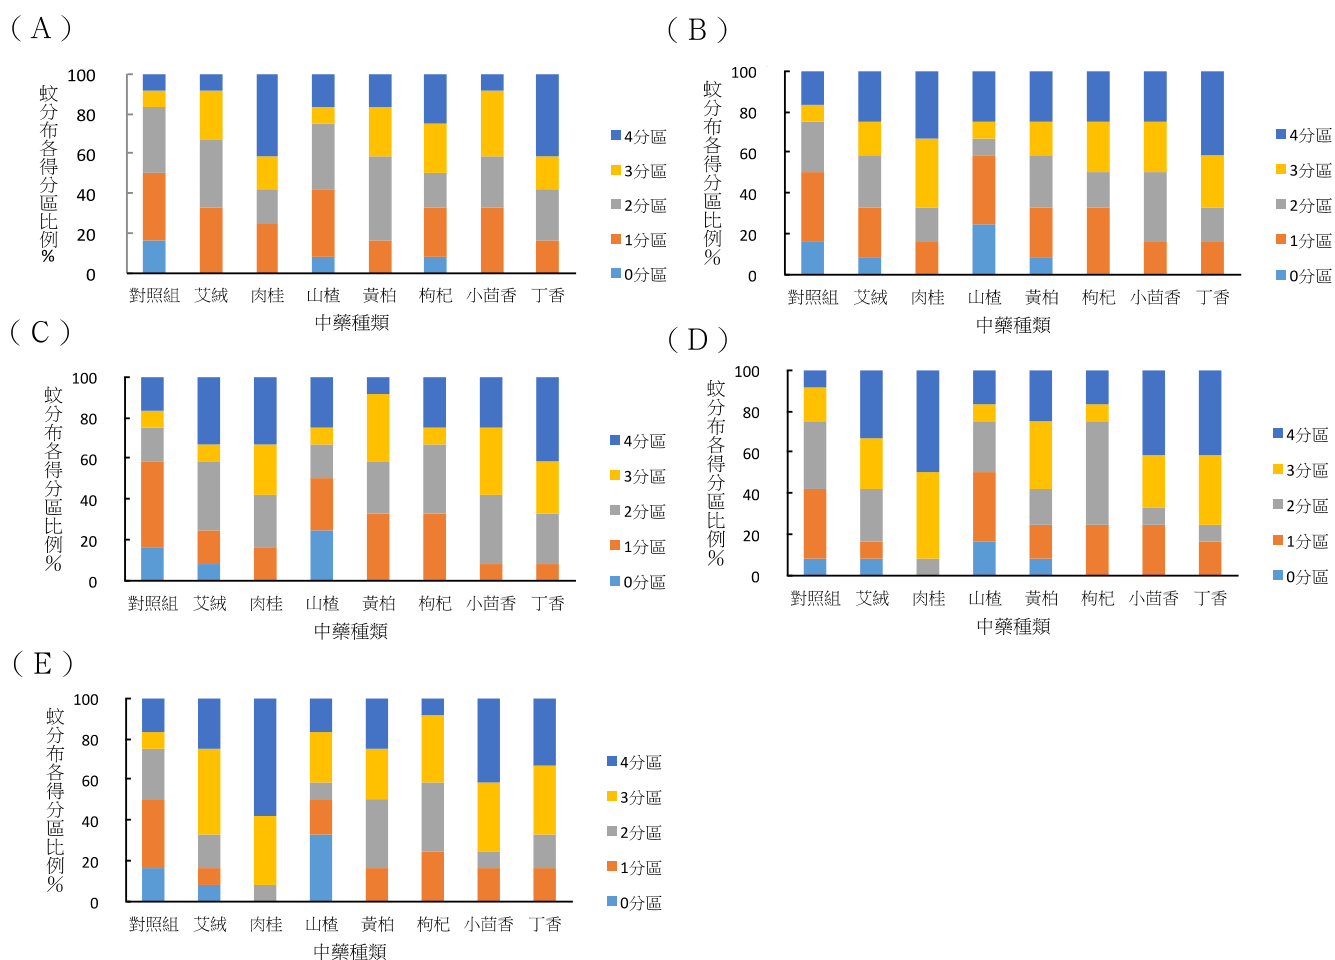 （A）
蚊分布各得分區比例%
100
80
60
40
20
0
對照組 艾絨 肉桂 山楂 黃柏 枸杞 小茴香 丁香
中藥種類
4分區
3分區
2分區
1分區
0分區
（B）
蚊分布各得分區比例%
100
80
60
40
20
0
對照組 艾絨 肉桂 山楂 黃柏 枸杞 小茴香 丁香
中藥種類
4分區
3分區
2分區
1分區
0分區
（C）
蚊分布各得分區比例%
100
80
60
40
20
0
對照組 艾絨 肉桂 山楂 黃柏 枸杞 小茴香 丁香
中藥種類
4分區
3分區
2分區
1分區
0分區
（D）
蚊分布各得分區比例%
100
80
60
40
20
0
對照組 艾絨 肉桂 山楂 黃柏 枸杞 小茴香 丁香
中藥種類
4分區
3分區
2分區
1分區
0分區
（E）
蚊分布各得分區比例%
100
80
60
40
20
0
對照組 艾絨 肉桂 山楂 黃柏 枸杞 小茴香 丁香
中藥種類
4分區
3分區
2分區
1分區
0分區